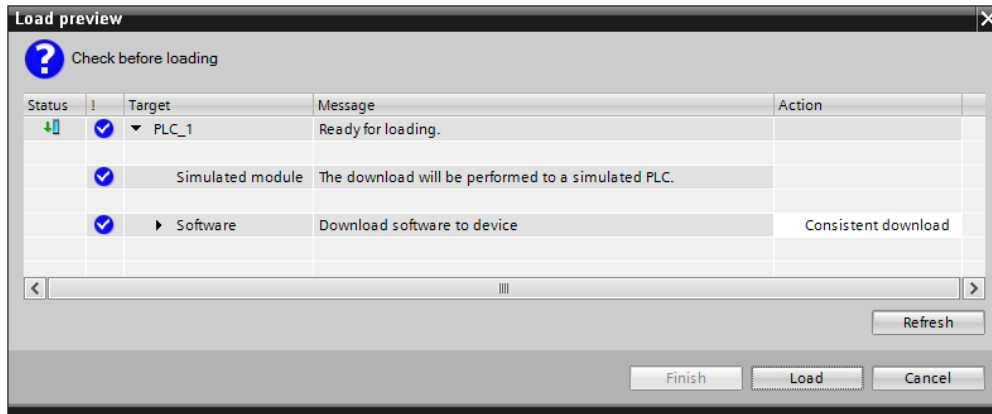 Load preview
Check before loading
Status ! Target Message Action
PLC_1 Ready for loading.
Simulated module The download will be performed to a simulated PLC.
Software Download software to device Consistent download
Refresh
Finish Load Cancel